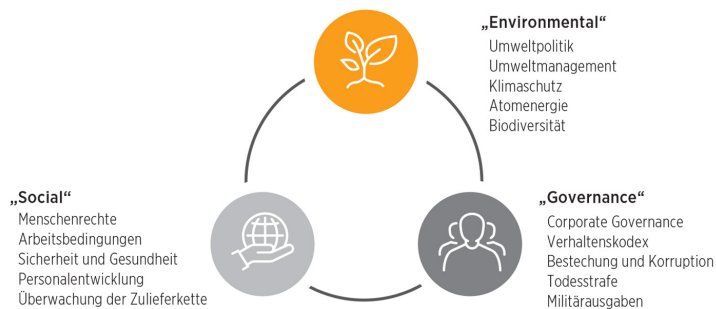 „Environmental“
Umweltpolitik
Umweltmanagement
Klimaschutz
Atomenergie
Biodiversität
„Social“
Menschenrechte
Arbeitsbedingungen
Sicherheit und Gesundheit
Personalentwicklung
Überwachung der Zulieferkette
„Governance“
Corporate Governance
Verhaltenskodex
Bestechung und Korruption
Todesstrafe
Militärausgaben